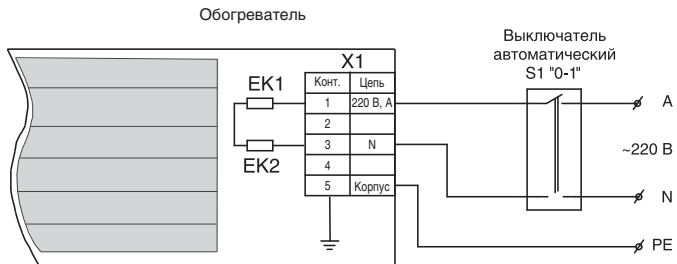 Обогреватель
Выключатель
автоматический
S1 "0-1"
X1
Конт. Цепь
EK1
1 220 В, А
2
3 N
EK2
4
5 Корпус
A
~220 В
N
PE